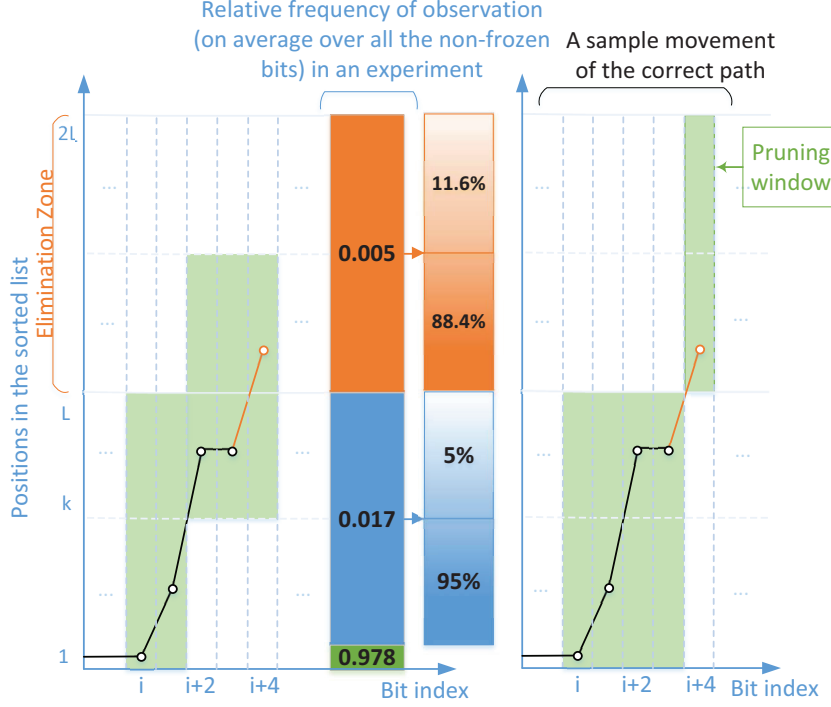 Relative frequency of observation
(on average over all the non-frozen
bits) in an experiment
A sample movement
of the correct path
2L
Elimination Zone
Positions in the sorted list
L
k
1
...
...
...
...
...
...
...
...
0.005
0.017
0.978
11.6%
88.4%
5%
95%
i
i+2
i+4
Bit index
Pruning
window
...
...
...
...
...
...
...
...
i
i+2
i+4
Bit index